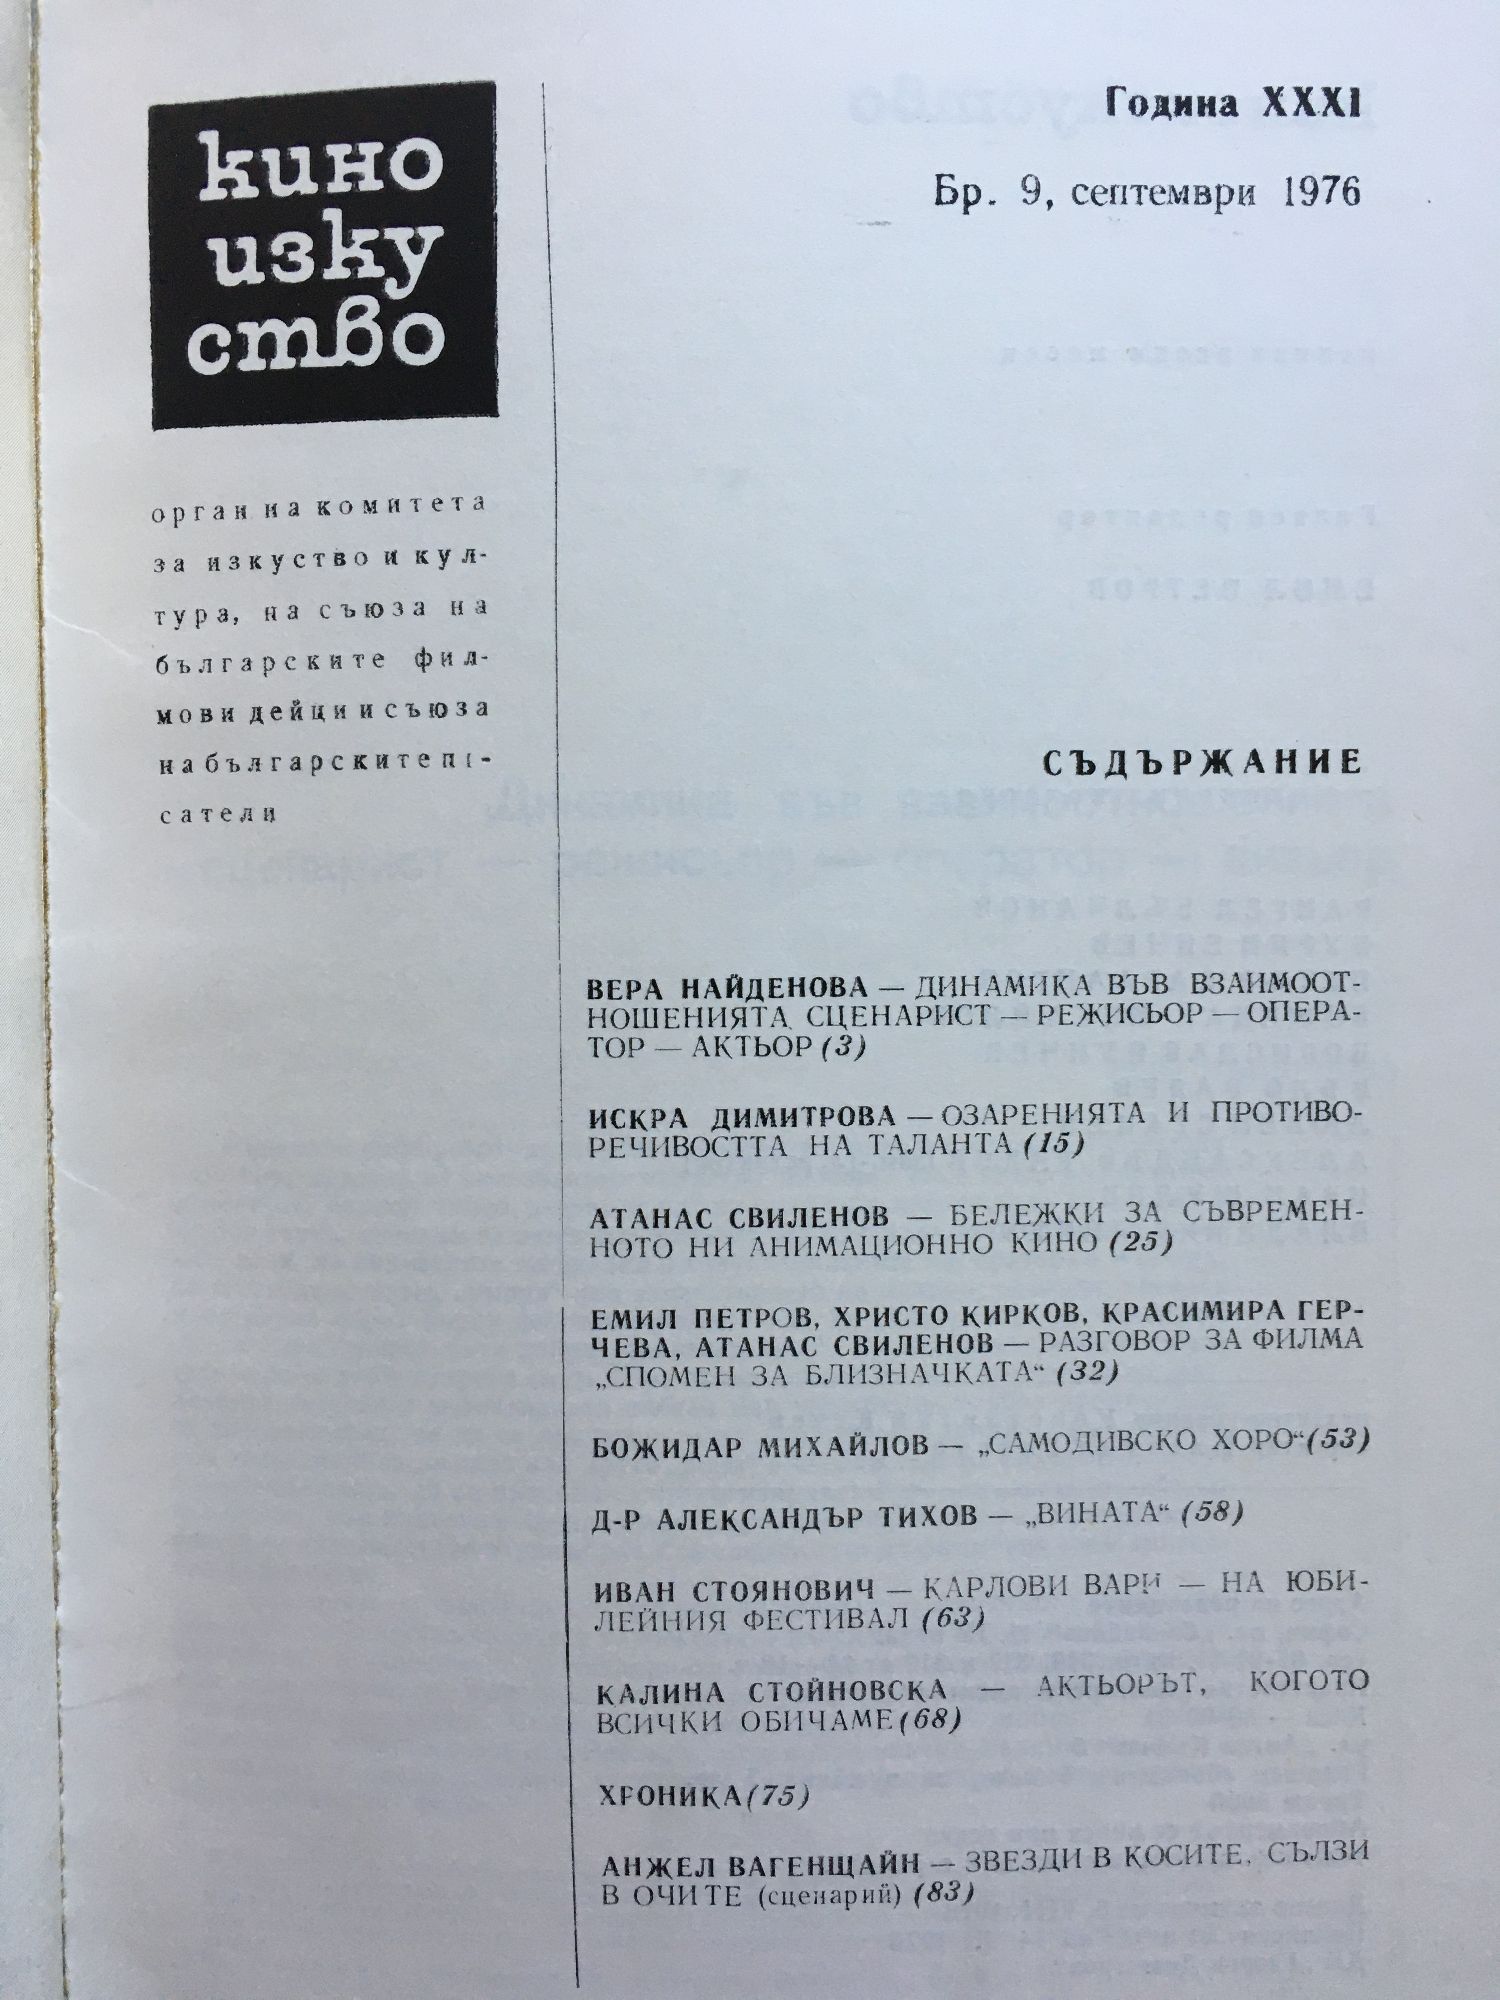 кино
изку
ство
орган на комитета
за изкуство и кул-
тура, на съюза на
българските фил-
мови дейци и съюза
на българските пи-
сатели
Година XXXI
Бр. 9, септември 1976
СЪДЪРЖАНИЕ
ВЕРА НАЙДЕНОВА — ДИНАМИКА ВЪВ ВЗАИМООТ-
НОШЕНИЯТА СЦЕНАРИСТ — РЕЖИСЬОР — ОПЕРА-
ТОР — АКТЬОР (3)
ИСКРА ДИМИТРОВА — ОЗАРЕНИЯТА И ПРОТИВО-
РЕЧИВОСТТА НА ТАЛАНТА (15)
АТАНАС СВИЛЕНОВ — БЕЛЕЖКИ ЗА СЪВРЕМЕН-
НОТО НИ АНИМАЦИОННО КИНО (25)
ЕМИЛ ПЕТРОВ, ХРИСТО КИРКОВ, КРАСИМИРА ГЕР-
ЧЕВА, АТАНАС СВИЛЕНОВ — РАЗГОВОР ЗА ФИЛМА
„СПОМЕН ЗА БЛИЗНАЧКАТА“ (32)
БОЖИДАР МИХАЙЛОВ — „САМОДИВСКО ХОРО“ (53)
Д-Р АЛЕКСАНДЪР ТИХОВ — „ВИНАТА“ (58)
ИВАН СТОЯНОВИЧ — КАРЛОВИ ВАРИ — НА ЮБИ-
ЛЕЙНИЯ ФЕСТИВАЛ (63)
КАЛИНА СТОЙНОВСКА — АКТЬОРЪТ, КОГОТО
ВСИЧКИ ОБИЧАМЕ (68)
ХРОНИКА (75)
АНЖЕЛ ВАГЕНЩАЙН — ЗВЕЗДИ В КОСИТЕ, СЪЛЗИ
В ОЧИТЕ (сценарий) (83)